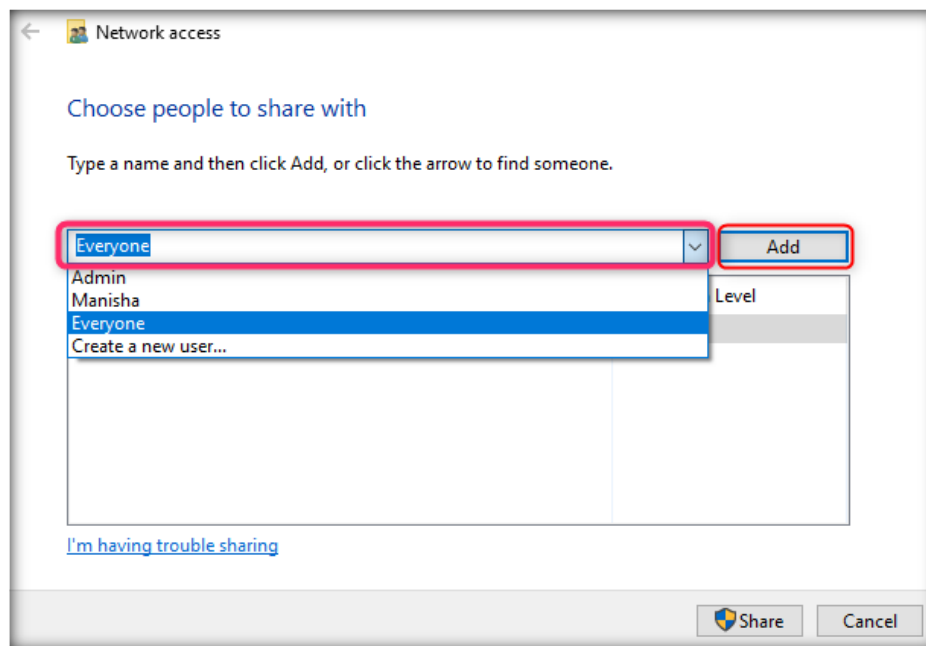 Network access
Choose people to share with
Type a name and then click Add, or click the arrow to find someone.
Everyone
Add
Admin
Manisha
Everyone
Create a new user...
Level
I'm having trouble sharing
Share
Cancel